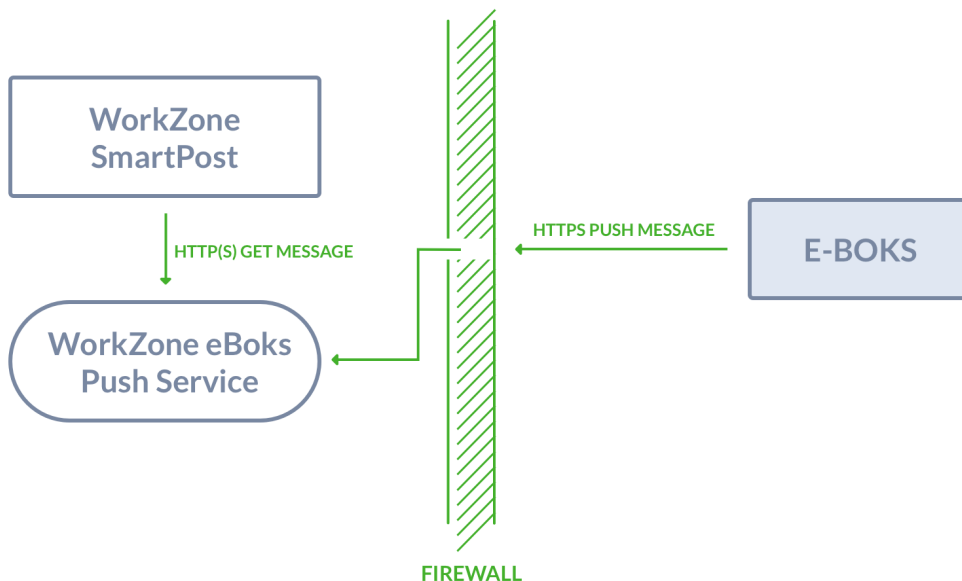 WorkZone
SmartPost
HTTP(S) GET MESSAGE
WorkZone eBoks
Push Service
HTTPS PUSH MESSAGE
E-BOKS
FIREWALL